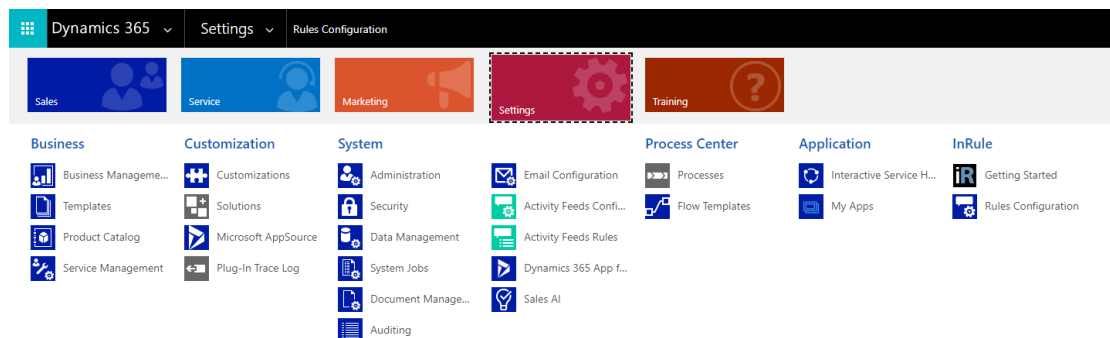 Dynamics 365 Settings Rules Configuration
Sales Service Marketing Settings Training
Business Customization System Process Center Application InRule
Business Manageme... Customizations Administration Email Configuration Processes Interactive Service H... iR Getting Started
Templates Solutions Security Activity Feeds Confi... Flow Templates My Apps Rules Configuration
Product Catalog Microsoft AppSource Data Management Activity Feeds Rules
Service Management Plug-In Trace Log System Jobs Dynamics 365 App f...
Document Manage... Sales AI
Auditing